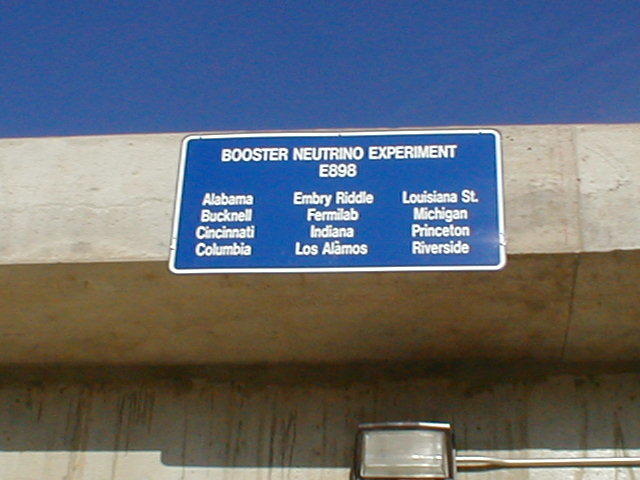 BOOSTER NEUTRINO EXPERIMENT
E898
Alabama Embry Riddle Louisiana St.
Bucknell Fermilab Michigan
Cincinnati Indiana Princeton
Columbia Los Alamos Riverside